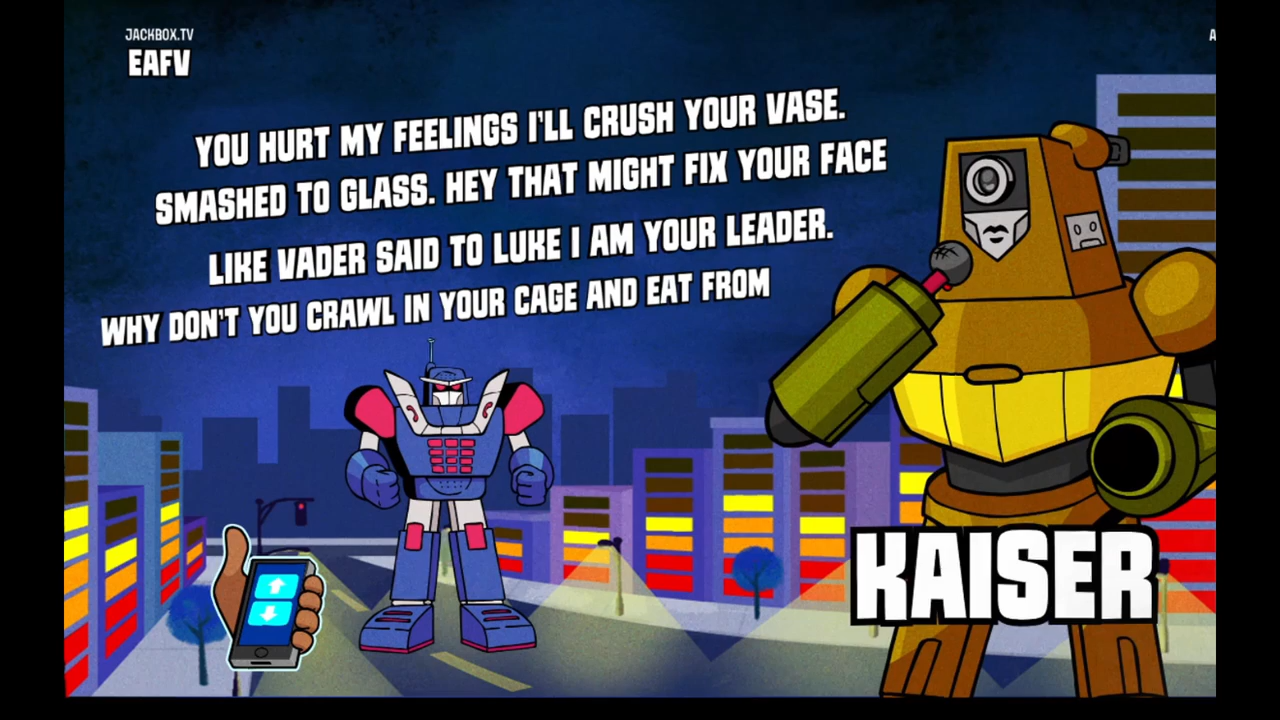 JACKBOX.TV
EAFV
A
YOU HURT MY FEELINGS I'LL CRUSH YOUR VASE.
SMASHED TO GLASS. HEY THAT MIGHT FIX YOUR FACE
LIKE VADER SAID TO LUKE I AM YOUR LEADER.
WHY DON'T YOU CRAWL IN YOUR CAGE AND EAT FROM
KAISER